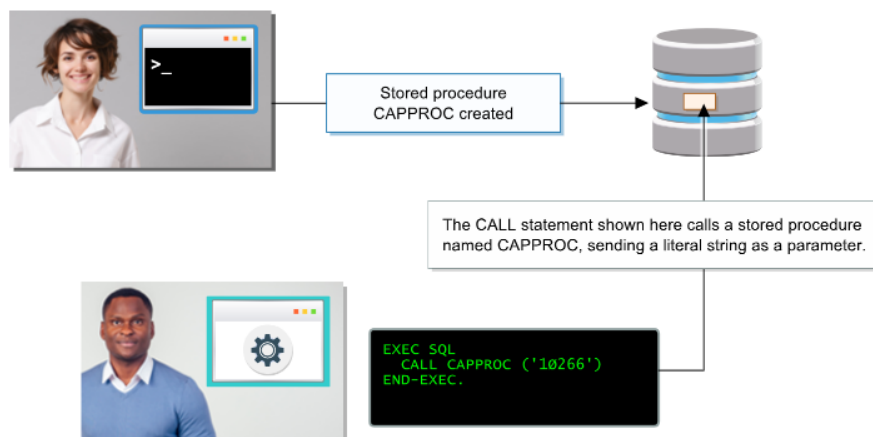 >_
Stored procedure
CAPPROC created
The CALL statement shown here calls a stored procedure
named CAPPROC, sending a literal string as a parameter.
EXEC SQL
CALL CAPPROC ('10266')
END-EXEC.